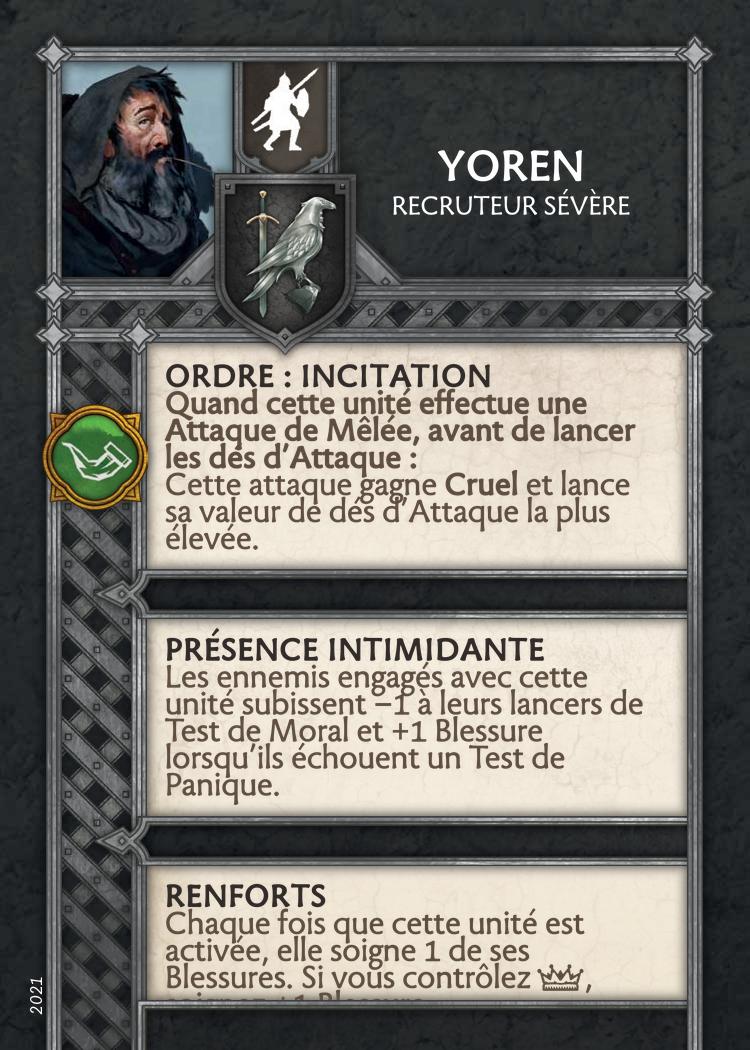 YOREN
RECRUTEUR SÉVÈRE
ORDRE : INCITATION
Quand cette unité effectue une
Attaque de Mêlée, avant de lancer
les dés d'Attaque :
Cette attaque gagne Cruel et lance
sa valeur de dés d'Attaque la plus
élevée.
PRÉSENCE INTIMIDANTE
Les ennemis engagés avec cette
unité subissent −1 à leurs lancers de
Test de Moral et +1 Blessure
lorsqu'ils échouent un Test de
Panique.
RENFORTS
Chaque fois que cette unité est
activée, elle soigne 1 de ses
Blessures. Si vous contrôlez ,
2021